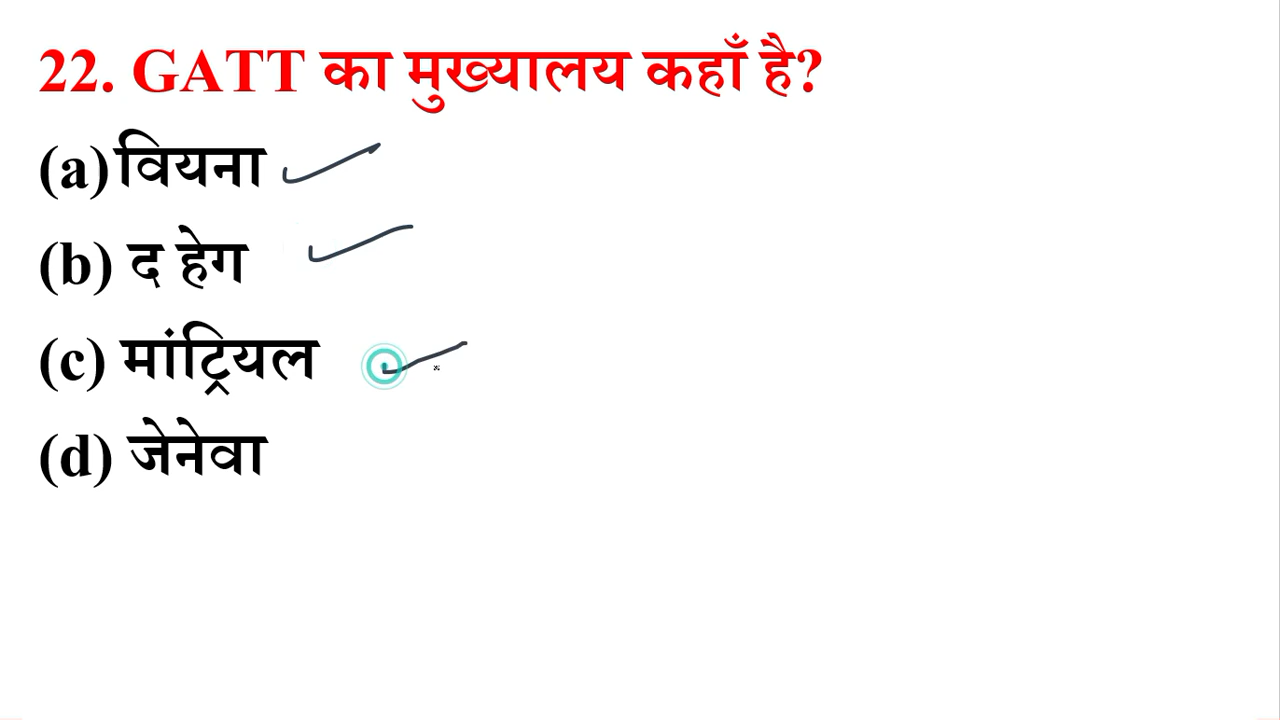 22. GATT का मुख्यालय कहाँ है?
(a) वियना
(b) द हेग
(c) मांट्रियल
(d) जेनेवा